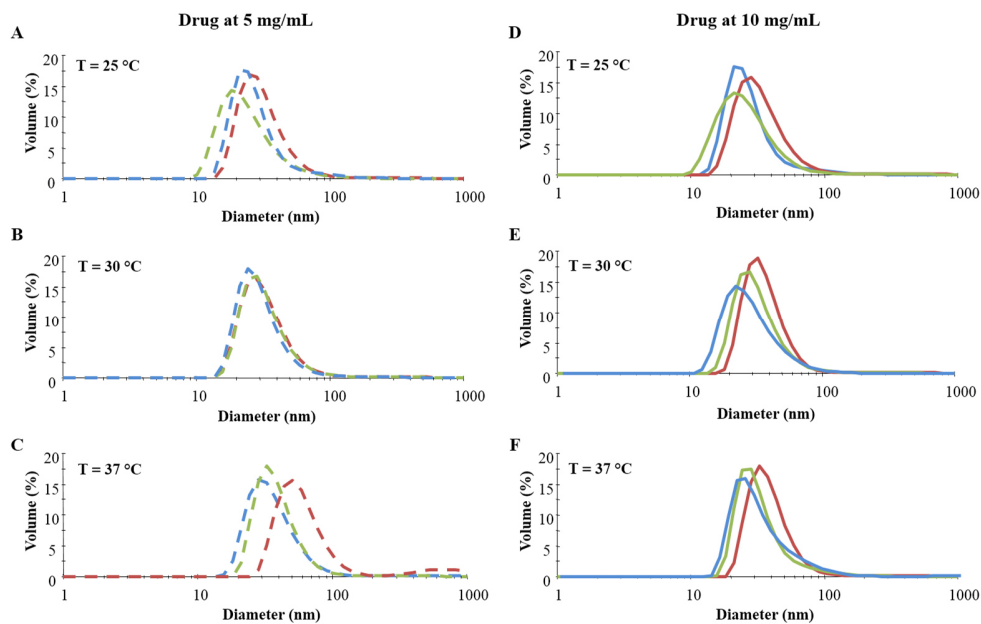 Drug at 5 mg/mL
Drug at 10 mg/mL
A
T = 25 °C
Volume (%)
20
15
10
5
0
1
10
100
1000
Diameter (nm)
D
T = 25 °C
Volume (%)
20
15
10
5
0
1
10
100
1000
Diameter (nm)
B
T = 30 °C
Volume (%)
20
15
10
5
0
1
10
100
1000
Diameter (nm)
E
T = 30 °C
Volume (%)
20
15
10
5
0
1
10
100
1000
Diameter (nm)
C
T = 37 °C
Volume (%)
20
15
10
5
0
1
10
100
1000
Diameter (nm)
F
T = 37 °C
Volume (%)
20
15
10
5
0
1
10
100
1000
Diameter (nm)